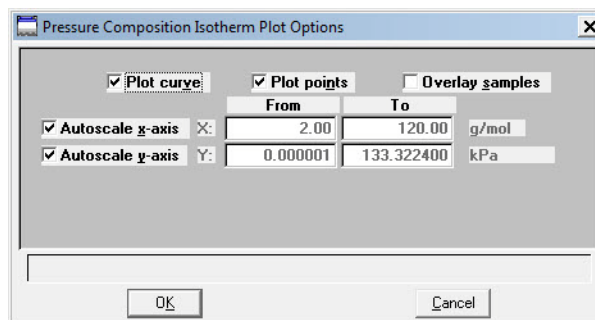 Pressure Composition Isotherm Plot Options
Plot curve Plot points Overlay samples
From To
Autoscale x-axis X: 2.00 120.00 g/mol
Autoscale y-axis Y: 0.000001 133.322400 kPa
OK Cancel